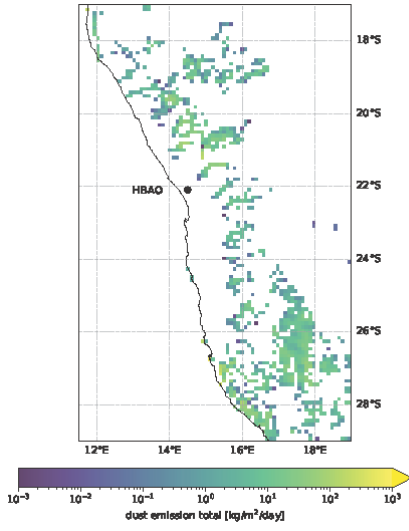 18°S
20°S
HBAO
22°S
24°S
26°S
28°S
12°E 14°E 16°E 18°E
10⁻³ 10⁻² 10⁻¹ 10⁰ 10¹ 10² 10³
dust emission total [kg/m²/day]